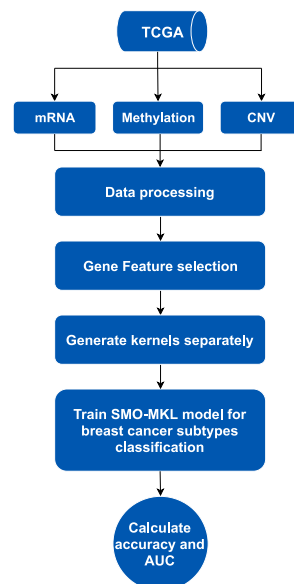 TCGA
mRNA
Methylation
CNV
Data processing
Gene Feature selection
Generate kernels separately
Train SMO-MKL model for
breast cancer subtypes
classification
Calculate
accuracy and
AUC